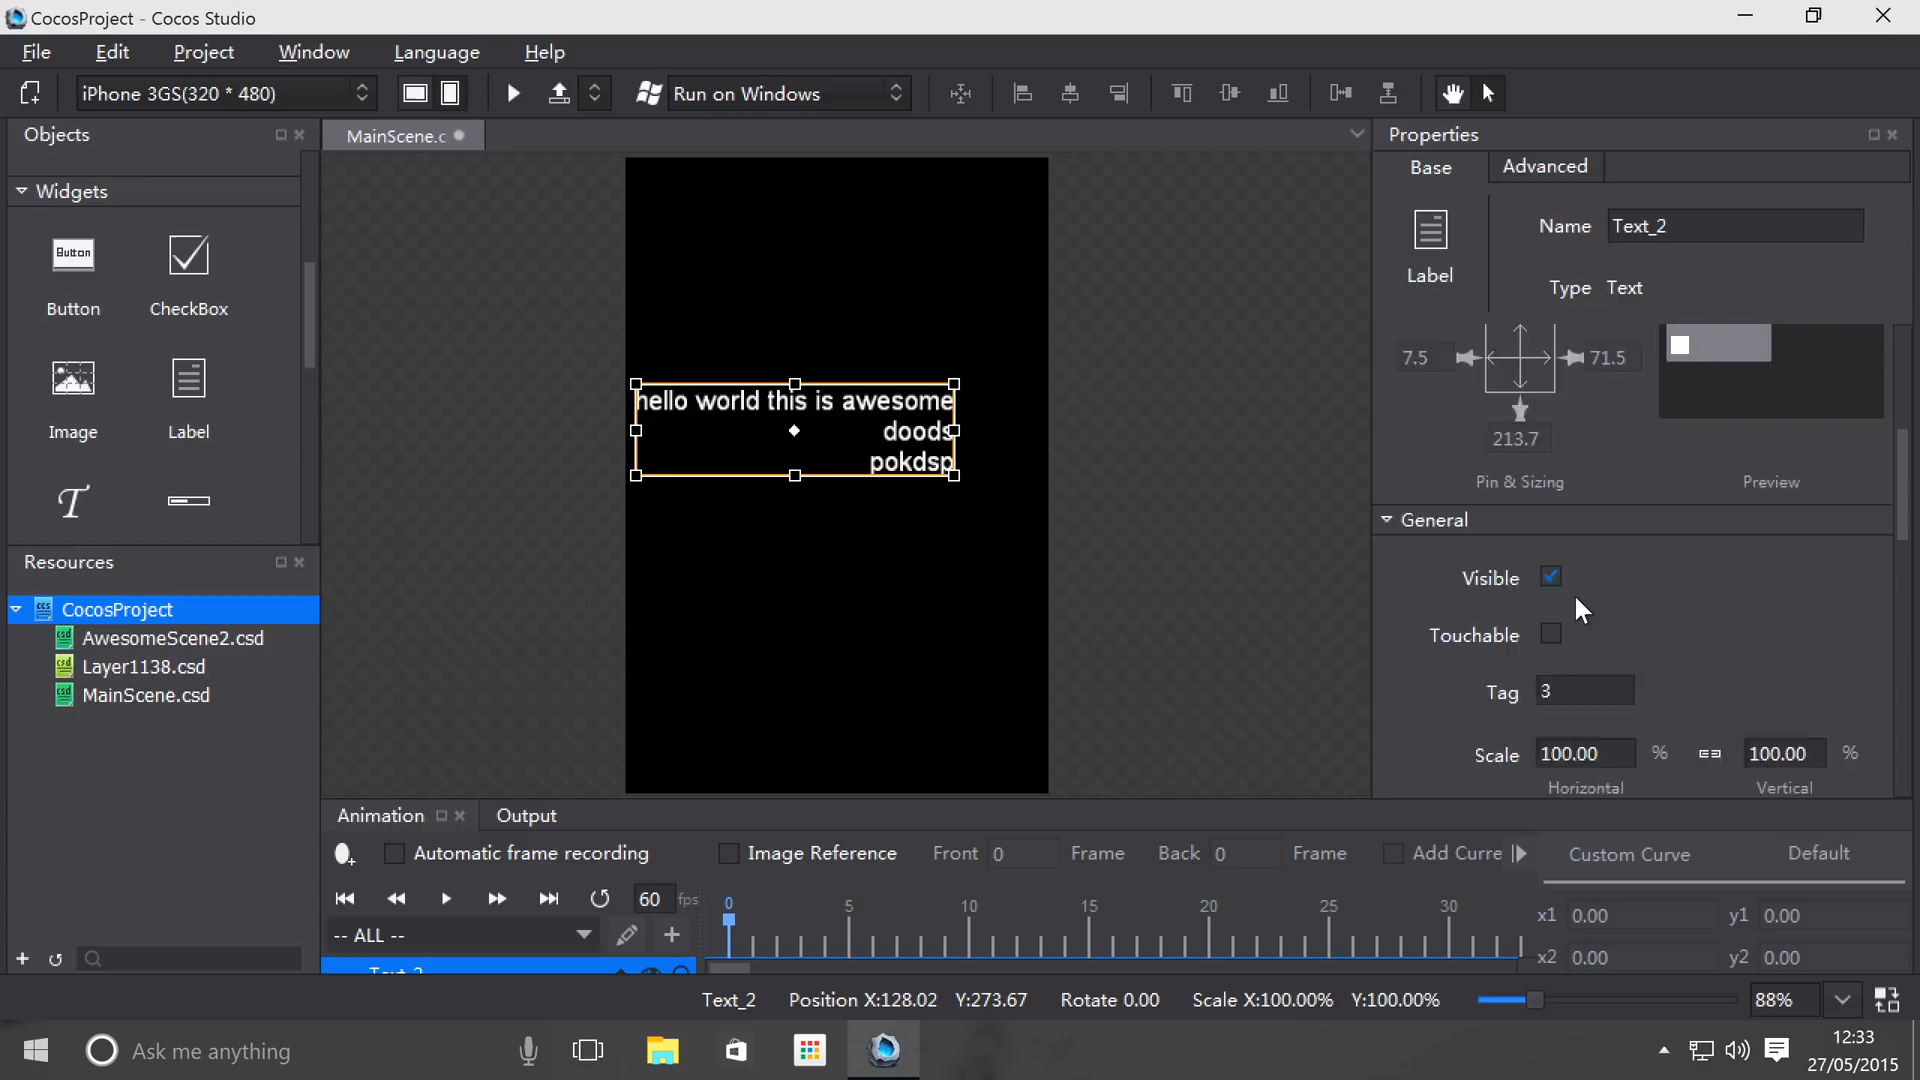 CocosProject - Cocos Studio
File Edit Project Window Language Help
iPhone 3GS(320 * 480)
Run on Windows
Objects
MainScene.c
Properties
Base
Advanced
Widgets
Button
Button
CheckBox
Image
Label
Label
Name
Text_2
Type
Text
7.5
71.5
213.7
Pin & Sizing
Preview
hello world this is awesome
doods
pokdsp
General
Visible
Touchable
Tag
3
Scale
100.00
%
100.00
%
Horizontal
Vertical
Resources
CocosProject
AwesomeScene2.csd
Layer1138.csd
MainScene.csd
Animation
Output
Automatic frame recording
Image Reference
Front 0 Frame
Back 0 Frame
Add Curre
Custom Curve
Default
60 fps
0 5 10 15 20 25 30
-- ALL --
x1 0.00
y1 0.00
x2 0.00
y2 0.00
Text_2
Text_2
Position X:128.02 Y:273.67
Rotate 0.00
Scale X:100.00% Y:100.00%
88%
Ask me anything
12:33
27/05/2015